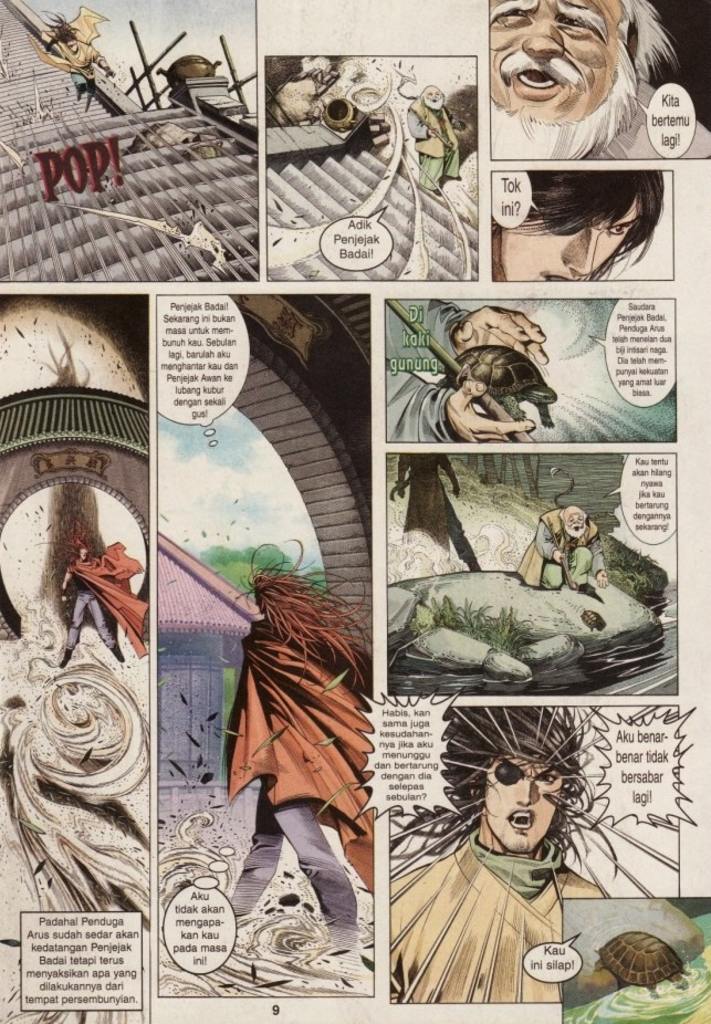 POP!
Adik
Penjejak
Badai!
Kita
bertemu
lagi!
Tok
ini?
Padahal Penduga
Arus sudah sedar akan
kedatangan Penjejak
Badai tetapi terus
menyaksikan apa yang
dilakukannya dari
tempat persembunyian.
Penjejak Badai!
Sekarang ini bukan
masa untuk mem-
bunuh kau. Sebulan
lagi, barulah aku
menghantar kau dan
Penjejak Awan ke
lubang kubur
dengan sekali
gus!
Aku
tidak akan
mengapa-
kan kau
pada masa
ini!
Di
kaki
gunung
Saudara
Penjejak Badai,
Penduga Arus
telah menelan dua
biji intisari naga.
Dia telah mem-
punyai kekuatan
yang amat luar
biasa.
Kau tentu
akan hilang
nyawa
jika kau
bertarung
dengannya
sekarang!
Habis, kan
sama juga
kesudahan-
nya jika aku
menunggu
dan bertarung
dengan dia
selepas
sebulan?
Aku benar-
benar tidak
bersabar
lagi!
Kau
ini silap!
9